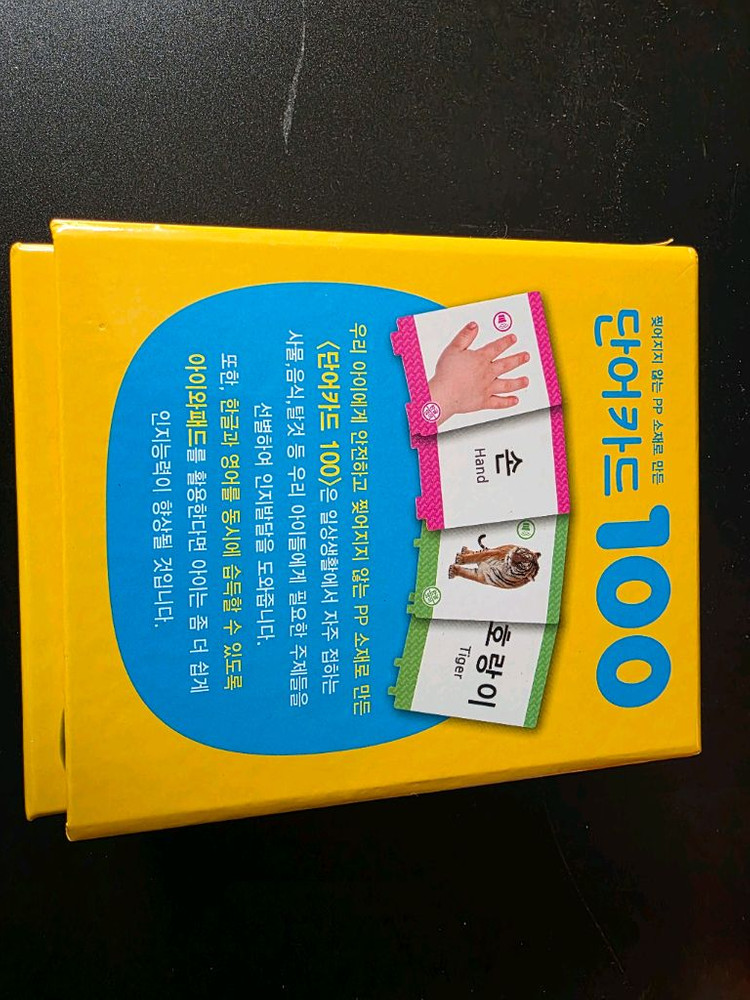 찢어지지 않는 PP 소재로 만든
단어카드 100
손
Hand
호랑이
Tiger
우리 아이에게 안전하고 찢어지지 않는 PP 소재로 만든
〈단어카드 100〉은 일상생활에서 자주 접하는
사물,음식,탈것 등 우리 아이들에게 필요한 주제들을
선별하여 인지발달을 도와줍니다.
또한, 한글과 영어를 동시에 습득할 수 있도록
아이와패드를 활용한다면 아이는 좀 더 쉽게
인지능력이 향상될 것입니다.